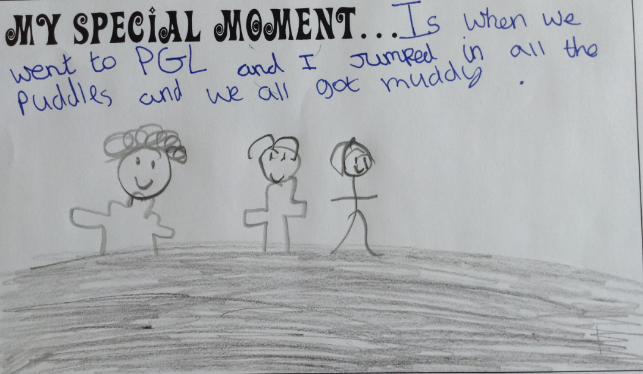 MY SPECIAL MOMENT...Is when we
went to PGL and I Jumped in all the
Puddles and we all got muddy .